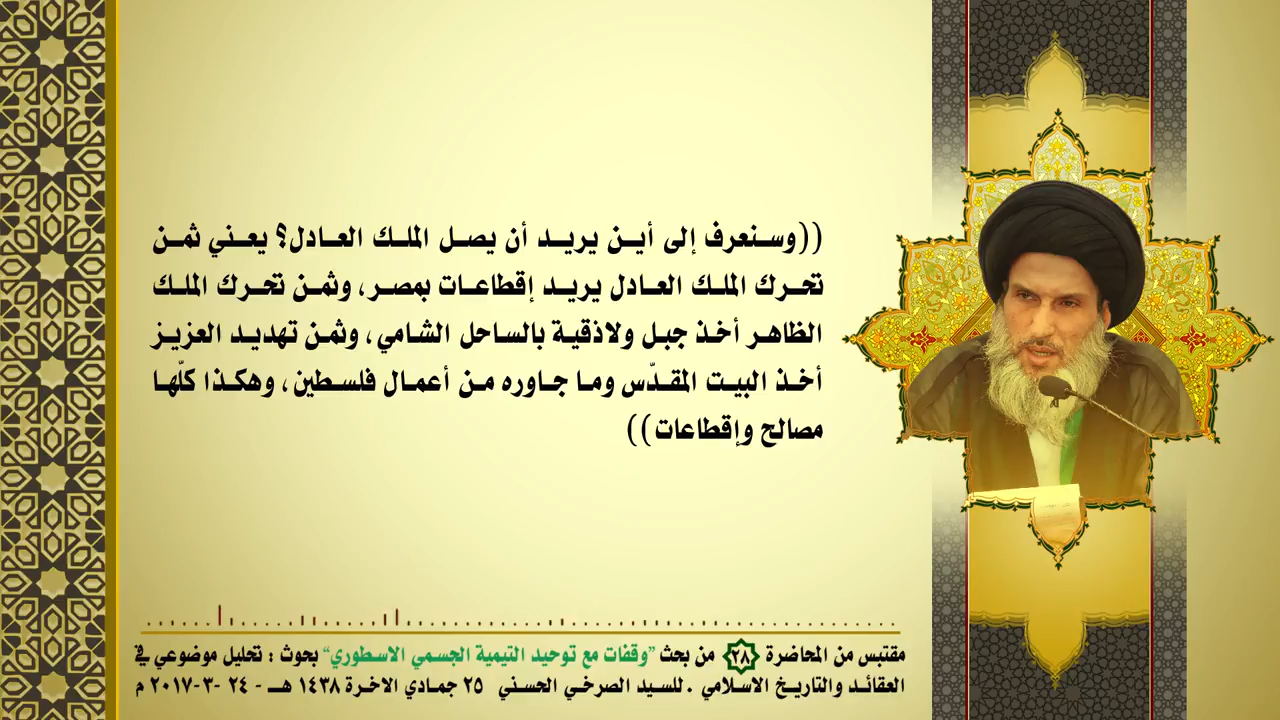 ((وسنعرف إلى أين يريد أن يصل الملك العادل؟ يعني ثمن
تحرك الملك العادل يريد إقطاعات بمصر، وثمن تحرك الملك
الظاهر أخذ جبل ولاذقية بالساحل الشامي، وثمن تهديد العزيز
أخذ البيت المقدّس وما جاوره من أعمال فلسطين، وهكذا كلّها
مصالح وإقطاعات))
مقتبس من المحاضرة ٢٨ من بحث "وقفات مع توحيد التيمية الجسمي الاسطوري" بحوث : تحليل موضوعي في
العقائد والتاريخ الاسلامي . للسيد الصرخي الحسني ٢٥ جمادي الاخرة ١٤٣٨ هـ - ٢٤ -٣-٢٠١٧ م